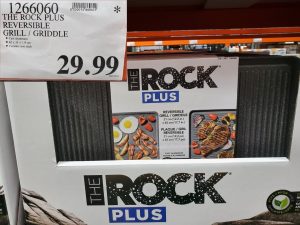 1266060
*
THE ROCK PLUS
REVERSIBLE
GRILL / GRIDDLE
29.99
THE ROCK
PLUS
REVERSIBLE
GRILL / GRIDDLE
PLAQUE / GRIL
RÉVERSIBLE
THE ROCK
PLUS